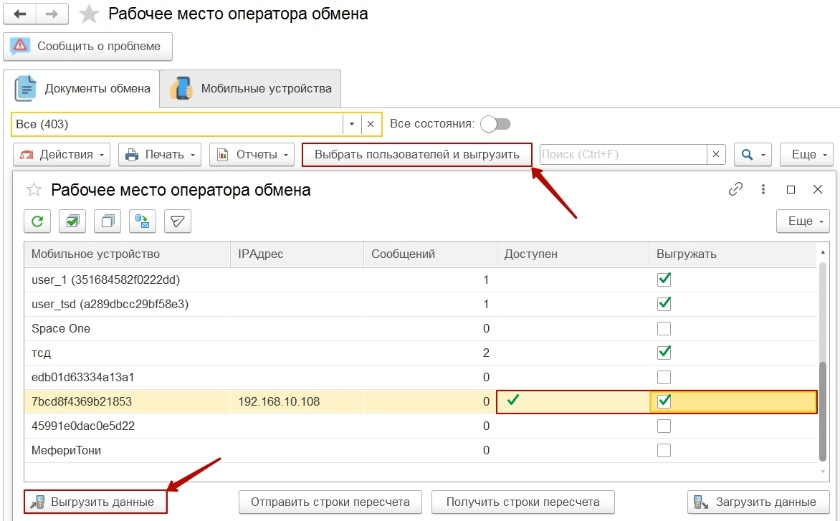 Рабочее место оператора обмена
Сообщить о проблеме
Документы обмена Мобильные устройства
Все (403) Все состояния:
Действия Печать Отчеты Выбрать пользователей и выгрузить Поиск (Ctrl+F) Еще
Рабочее место оператора обмена
Еще
Мобильное устройство IPАдрес Сообщений Доступен Выгружать
user_1 (351684582f0222dd) 1
user_tsd (a289dbcc29bf58e3) 1
Space One 0
тсд 2
edb01d63334a13a1 0
7bcd8f4369b21853 192.168.10.108 0
45991e0dac0e5d22 0
МефериТони 0
Выгрузить данные Отправить строки пересчета Получить строки пересчета Загрузить данные